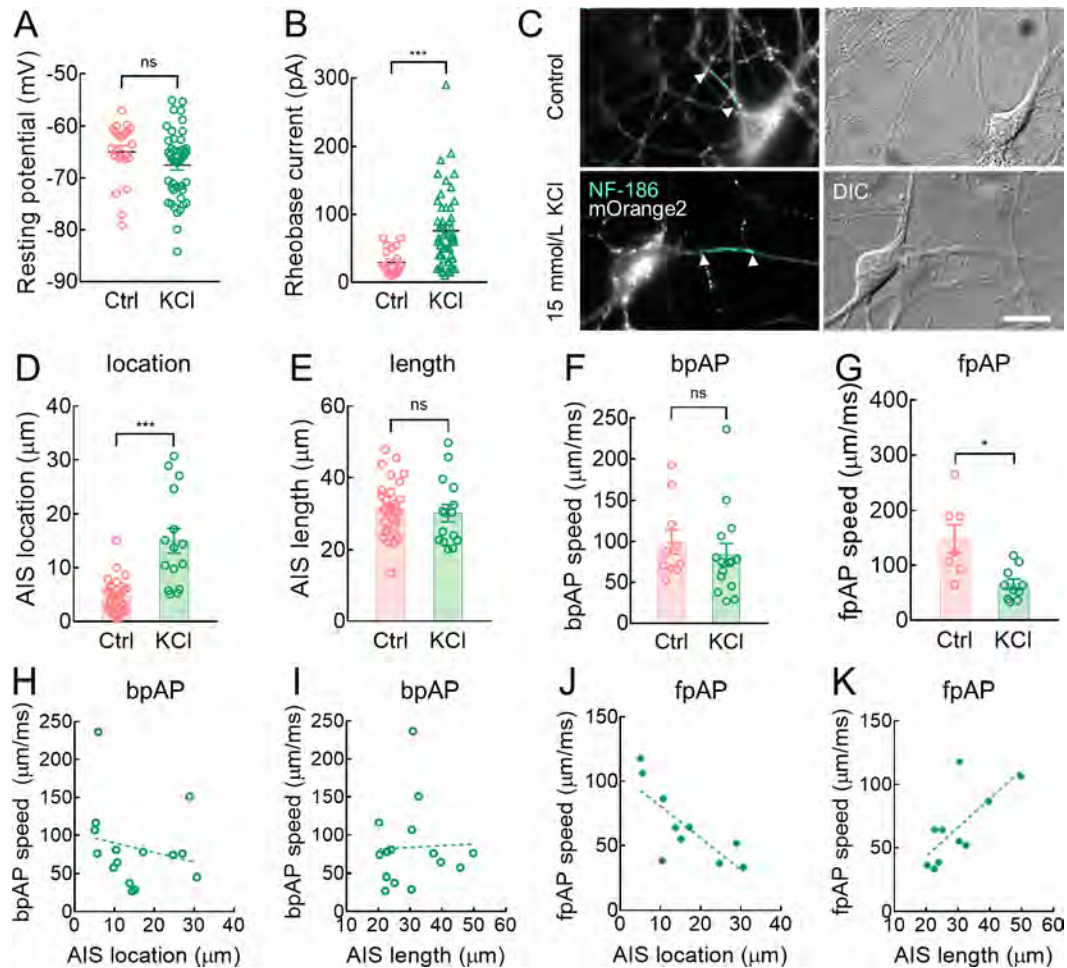 A
Resting potential (mV)
-50
-60
-70
-80
-90
ns
Ctrl KCl
B
Rheobase current (pA)
300
200
100
0
***
Ctrl KCl
C
Control
15 mmol/L KCl
NF-186
mOrange2
DIC
D
location
AIS location (μm)
40
30
20
10
0
***
Ctrl KCl
E
length
AIS length (μm)
60
40
20
0
ns
Ctrl KCl
F
bpAP
bpAP speed (μm/ms)
250
200
150
100
50
0
ns
Ctrl KCl
G
fpAP
fpAP speed (μm/ms)
400
300
200
100
0
*
Ctrl KCl
H
bpAP
bpAP speed (μm/ms)
250
200
150
100
50
0
0 10 20 30 40
AIS location (μm)
I
bpAP
bpAP speed (μm/ms)
250
200
150
100
50
0
10 20 30 40 50 60
AIS length (μm)
J
fpAP
fpAP speed (μm/ms)
150
100
50
0
0 10 20 30 40
AIS location (μm)
K
fpAP
fpAP speed (μm/ms)
150
100
50
0
10 20 30 40 50
AIS length (μm)